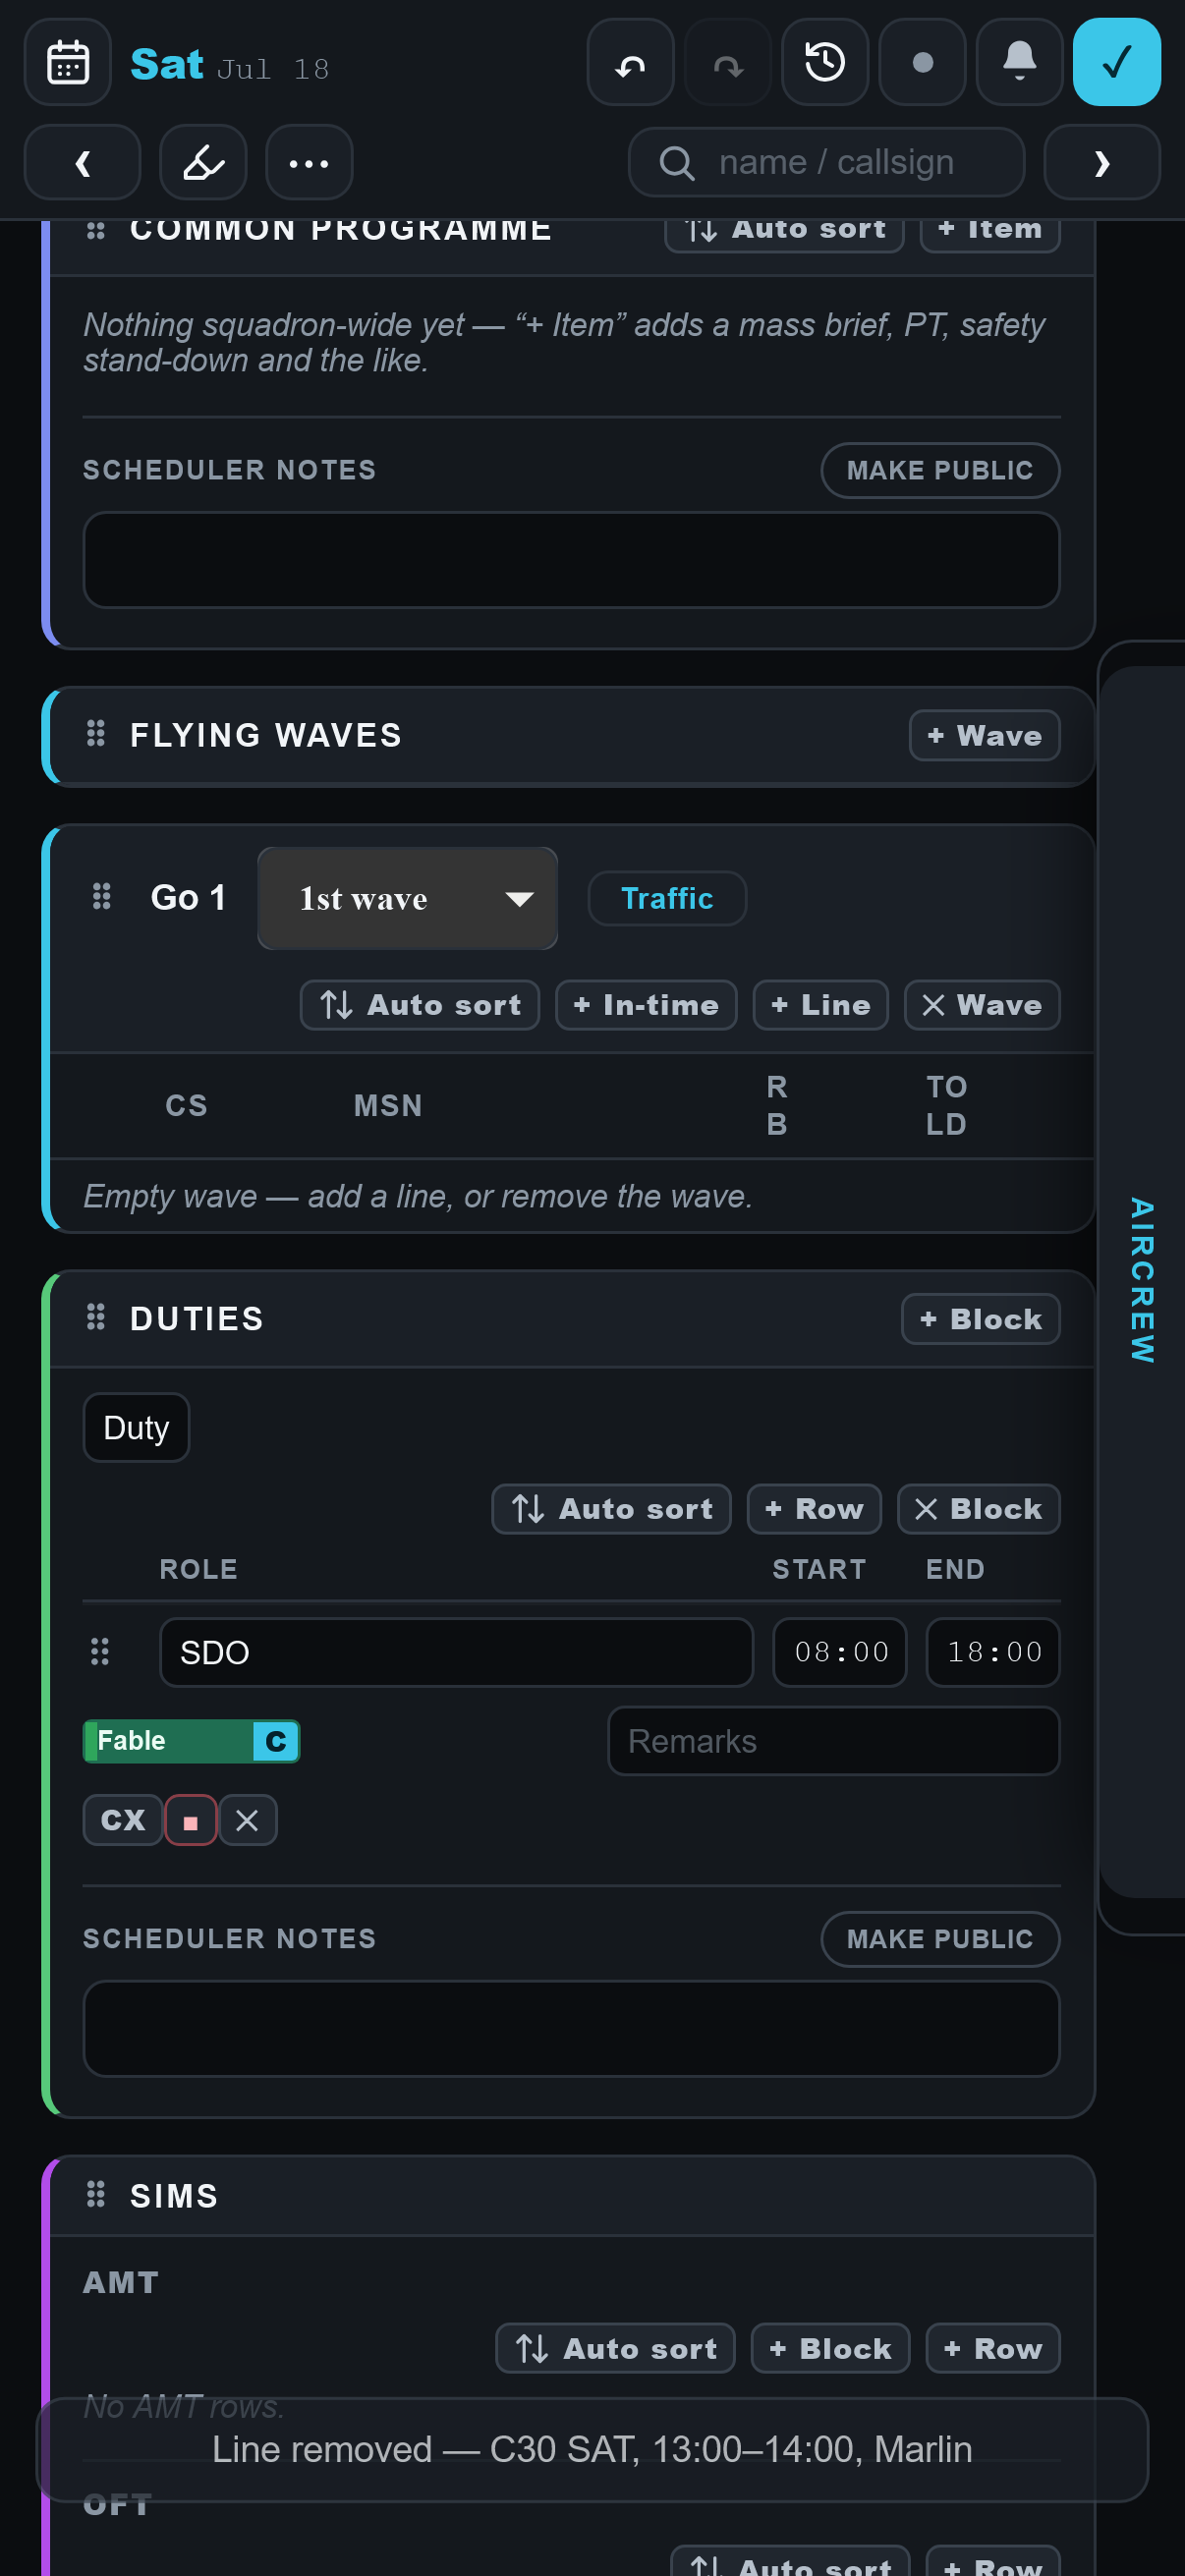 Sat Jul 18
name / callsign
COMMON PROGRAMME
Auto sort
+ Item
Nothing squadron-wide yet — “+ Item” adds a mass brief, PT, safety
stand-down and the like.
SCHEDULER NOTES
MAKE PUBLIC
FLYING WAVES
+ Wave
Go 1
1st wave
Traffic
Auto sort
+ In-time
+ Line
× Wave
CS
MSN
R
B
TO
LD
Empty wave — add a line, or remove the wave.
AIRCREW
DUTIES
+ Block
Duty
Auto sort
+ Row
× Block
ROLE
START
END
SDO
08:00
18:00
Fable
C
Remarks
CX
SCHEDULER NOTES
MAKE PUBLIC
SIMS
AMT
Auto sort
+ Block
+ Row
No AMT rows.
Line removed — C30 SAT, 13:00–14:00, Marlin
OFT
Auto sort
+ Row